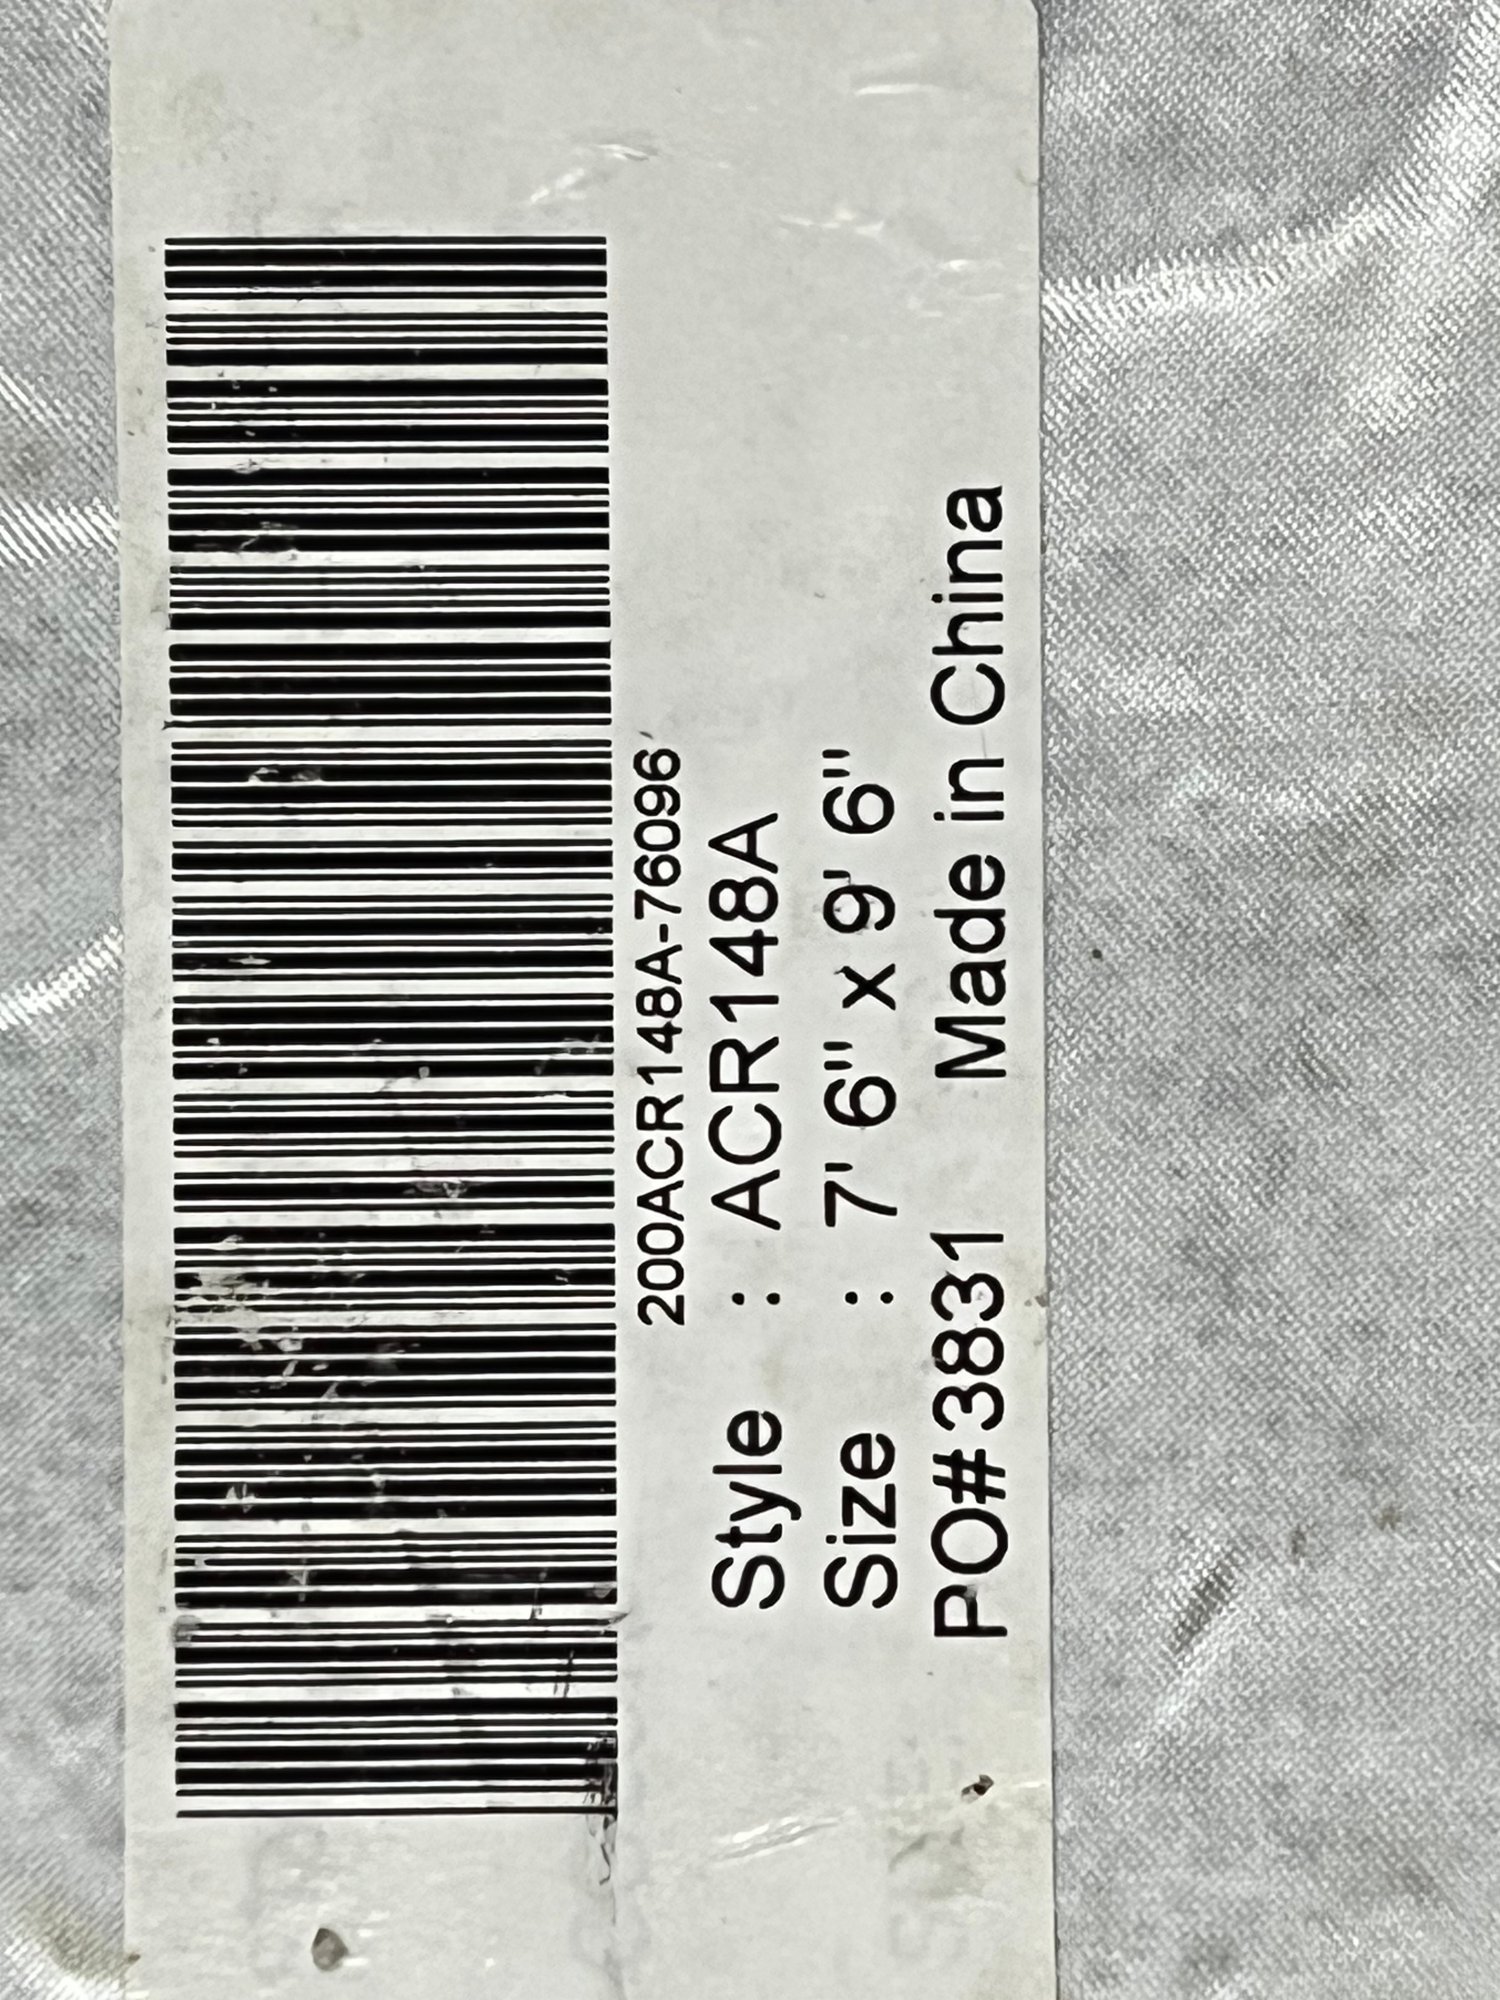 200ACR148A-76096
Style : ACR148A
Size : 7' 6" x 9' 6"
PO#3831 Made in China